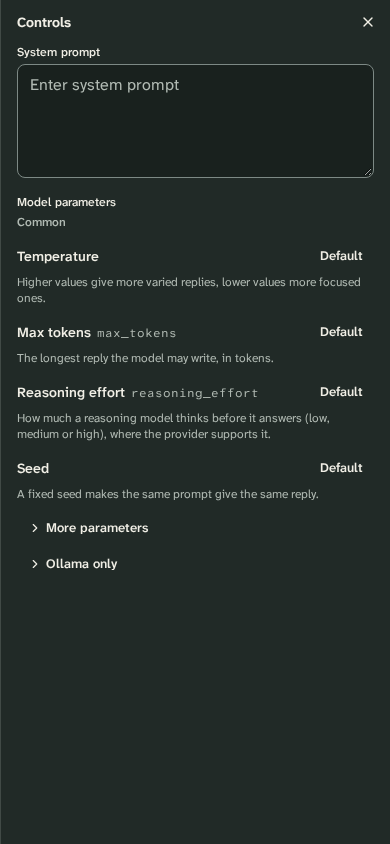 Controls
System prompt
Enter system prompt
Model parameters
Common
Temperature Default
Higher values give more varied replies, lower values more focused
ones.
Max tokens max_tokens Default
The longest reply the model may write, in tokens.
Reasoning effort reasoning_effort Default
How much a reasoning model thinks before it answers (low,
medium or high), where the provider supports it.
Seed Default
A fixed seed makes the same prompt give the same reply.
More parameters
Ollama only